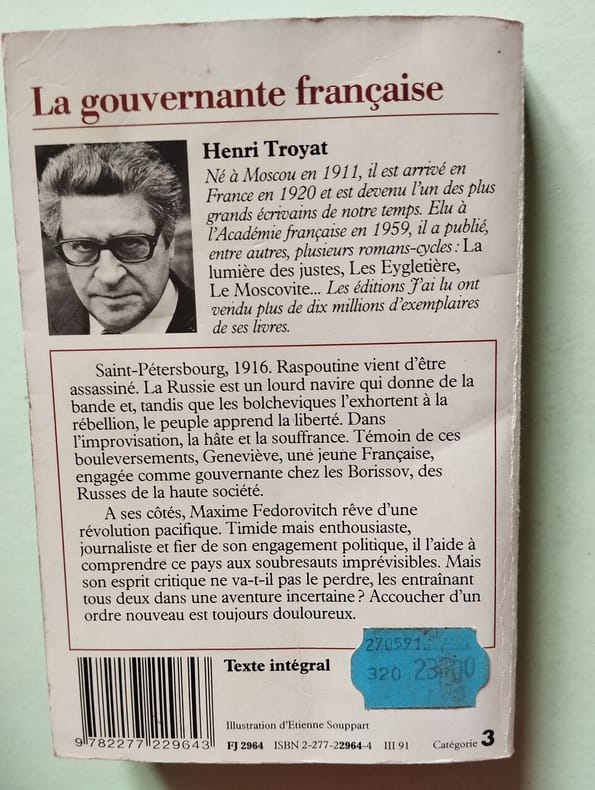 La gouvernante française
Henri Troyat
Né à Moscou en 1911, il est arrivé en
France en 1920 et est devenu l'un des plus
grands écrivains de notre temps. Elu à
l'Académie française en 1959, il a publié,
entre autres, plusieurs romans-cycles : La
lumière des justes, Les Eygletière,
Le Moscovite... Les éditions J'ai lu ont
vendu plus de dix millions d'exemplaires
de ses livres.
Saint-Pétersbourg, 1916. Raspoutine vient d'être
assassiné. La Russie est un lourd navire qui donne de la
bande et, tandis que les bolcheviques l'exhortent à la
rébellion, le peuple apprend la liberté. Dans
l'improvisation, la hâte et la souffrance. Témoin de ces
bouleversements, Geneviève, une jeune Française,
engagée comme gouvernante chez les Borissov, des
Russes de la haute société.
A ses côtés, Maxime Fedorovitch rêve d'une
révolution pacifique. Timide mais enthousiaste,
journaliste et fier de son engagement politique, il l'aide à
comprendre ce pays aux soubresauts imprévisibles. Mais
son esprit critique ne va-t-il pas le perdre, les entraînant
tous deux dans une aventure incertaine ? Accoucher d'un
ordre nouveau est toujours douloureux.
270591
320
Texte intégral
Illustration d'Etienne Souppart
9 782277 229643
FJ 2964 ISBN 2-277-22964-4 III 91 Catégorie 3